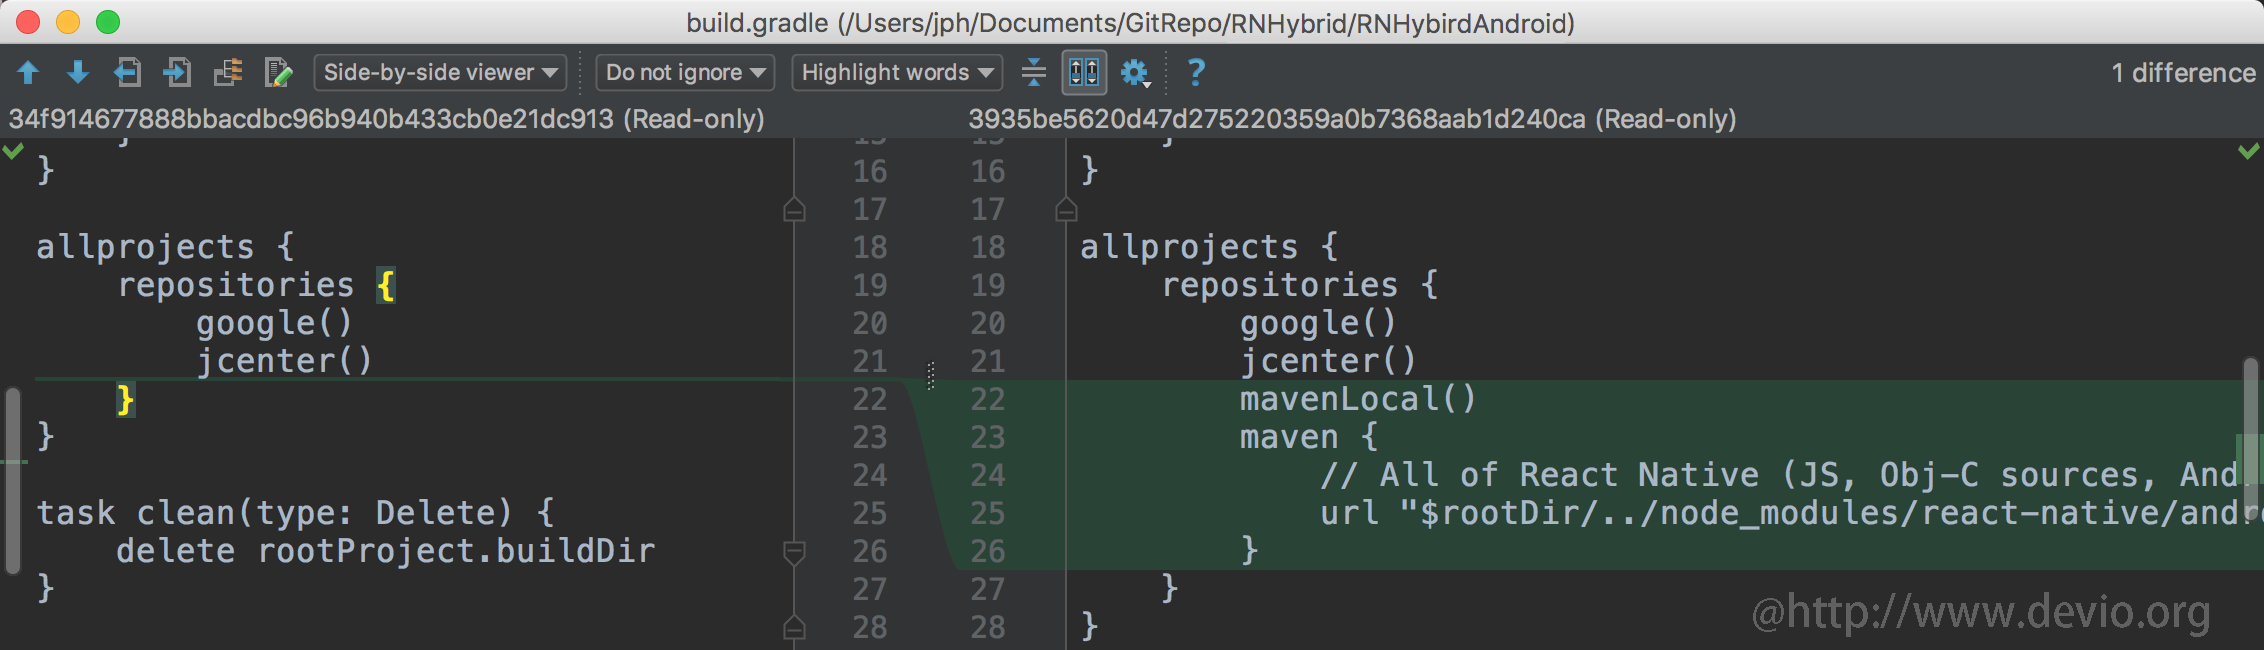 build.gradle (/Users/jph/Documents/GitRepo/RNHybrid/RNHybirdAndroid)
Side-by-side viewer Do not ignore Highlight words ? 1 difference
34f914677888bbacdbc96b940b433cb0e21dc913 (Read-only) 3935be5620d47d275220359a0b7368aab1d240ca (Read-only)
} 15 15 }
} 16 16 }
17 17
allprojects { 18 18 allprojects {
repositories { 19 19 repositories {
google() 20 20 google()
jcenter() 21 21 jcenter()
} 22 22 mavenLocal()
} 23 23 maven {
24 24 // All of React Native (JS, Obj-C sources, And
task clean(type: Delete) { 25 25 url "$rootDir/../node_modules/react-native/andr
delete rootProject.buildDir 26 26 }
} 27 27 }
28 28 }
@http://www.devio.org